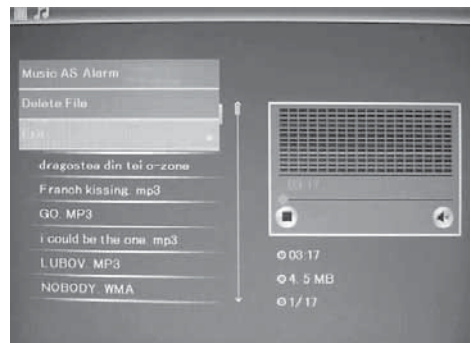 Music AS Alarm
Delete File
Exit
dragostea din tei o-zone
Franch kissing. mp3
GO. MP3
i could be the one. mp3
LUBOV. MP3
NOBODY. WMA
03:17
03:17
4. 5 MB
1/17